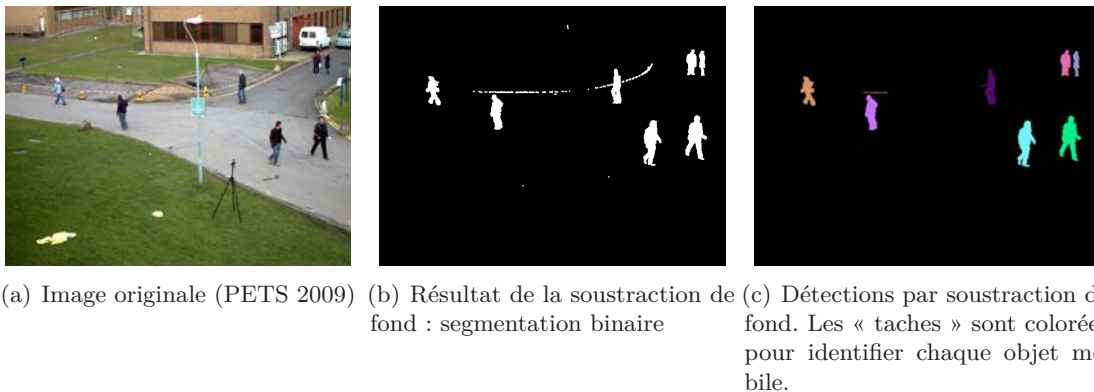 (a) Image originale (PETS 2009)
(b) Résultat de la soustraction de
fond : segmentation binaire
(c) Détections par soustraction d
fond. Les « taches » sont colorée
pour identifier chaque objet mo
bile.